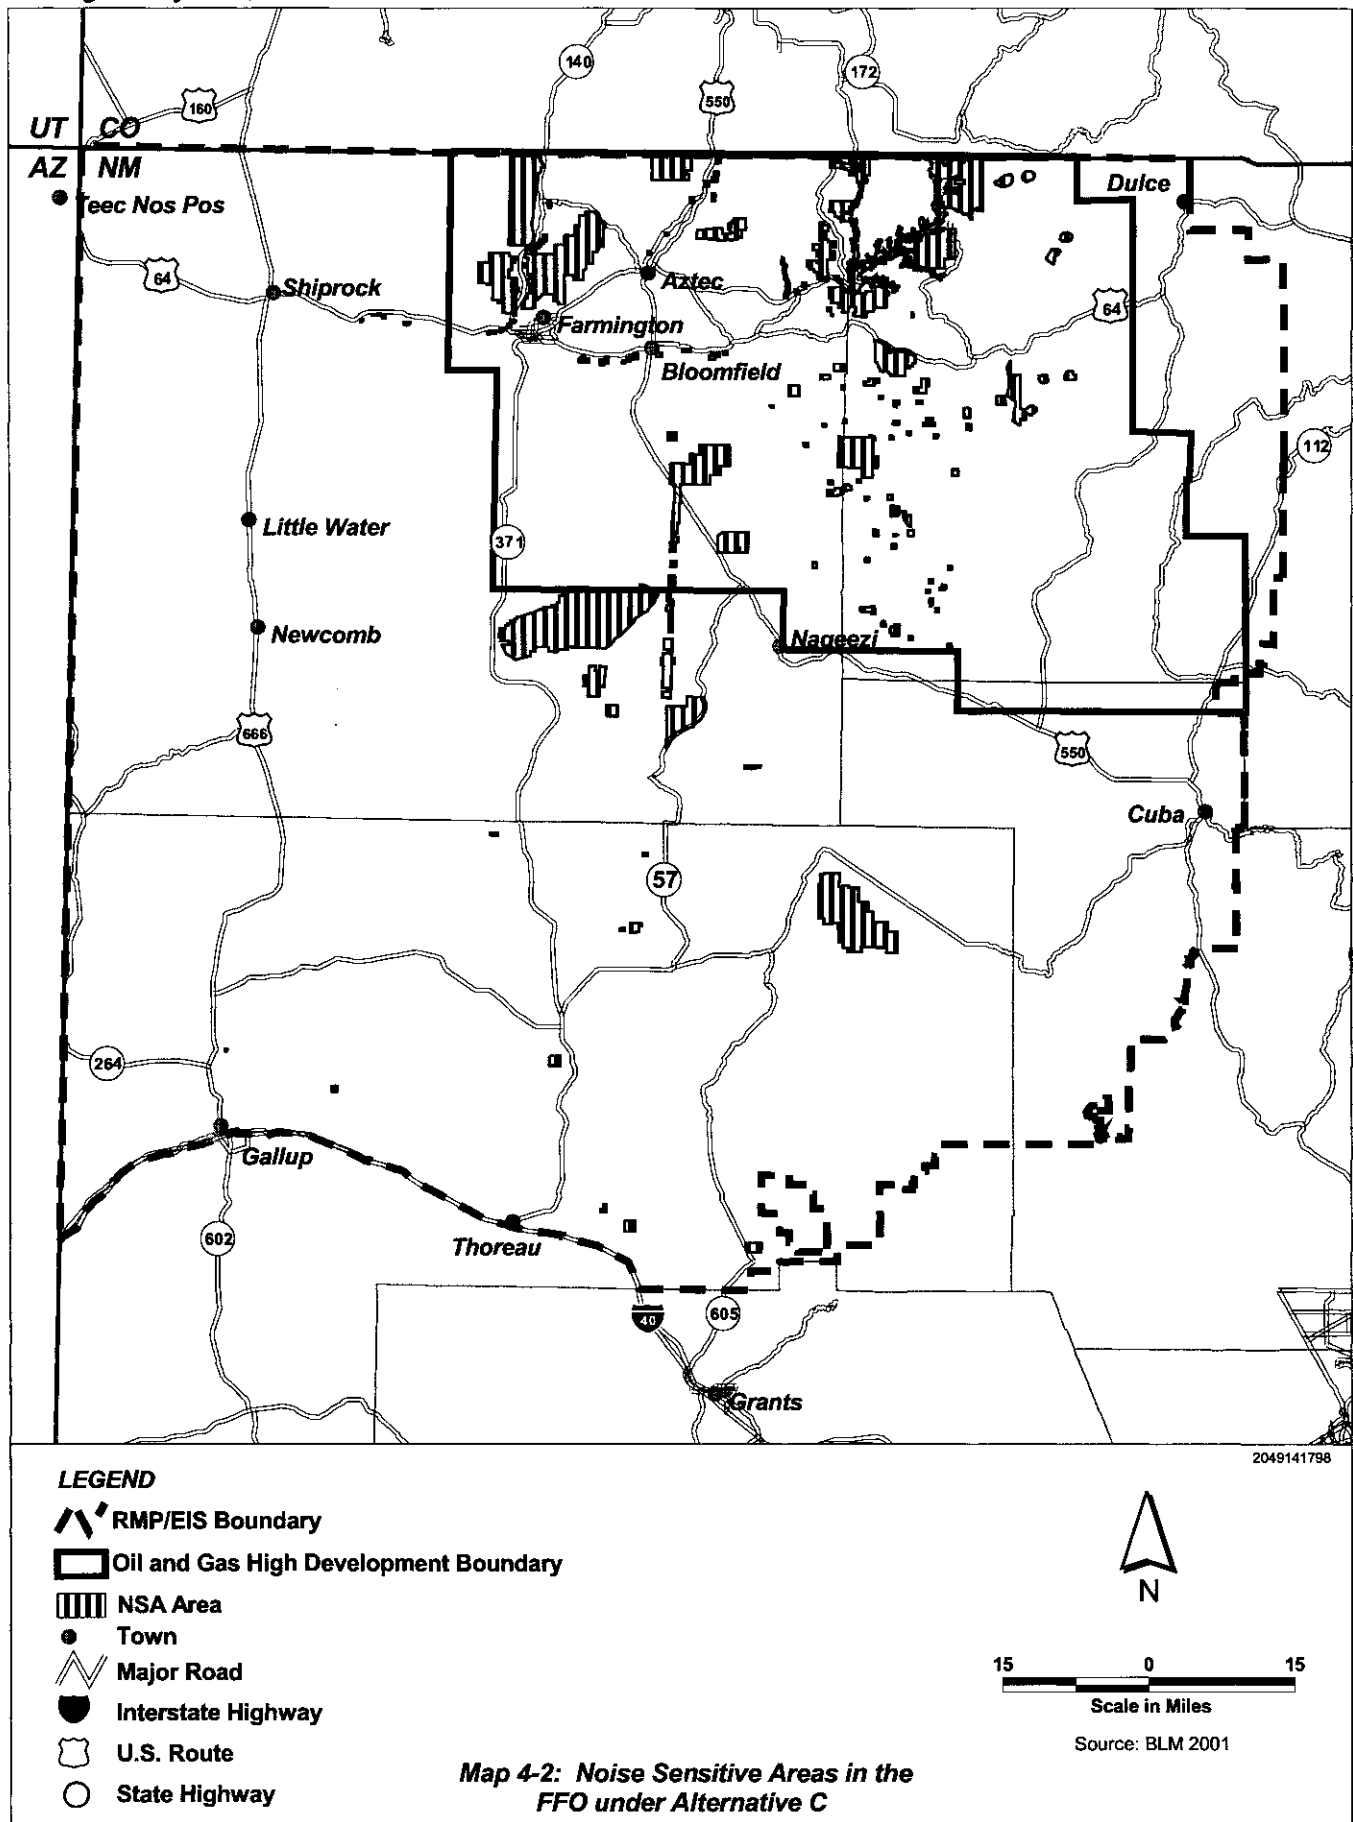 140
172
160
550
UT CO
AZ NM
Dulce
Teec Nos Pos
64
Shiprock
Aztec
64
Farmington
Bloomfield
112
Little Water
371
Newcomb
Nageezi
666
550
Cuba
57
264
Gallup
602
Thoreau
40
605
Grants
2049141798
LEGEND
RMP/EIS Boundary
Oil and Gas High Development Boundary
NSA Area
Town
Major Road
Interstate Highway
U.S. Route
State Highway
N
15 0 15
Scale in Miles
Source: BLM 2001
Map 4-2: Noise Sensitive Areas in the
FFO under Alternative C